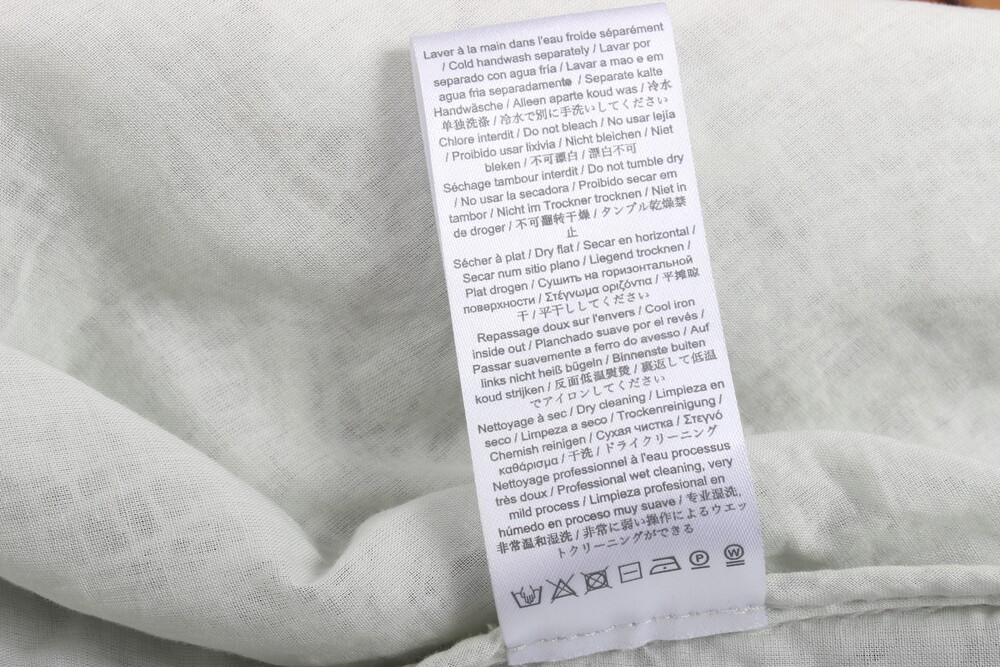 Laver à la main dans l'eau froide séparément
/ Cold handwash separately / Lavar por
separado con agua fría / Lavar a mao e em
agua fria separadamente / Separate kalte
Handwäsche / Alleen aparte koud was / 冷水
单独洗涤 / 冷水で別に手洗いしてください
Chlore interdit / Do not bleach / No usar lejía
/ Proibido usar lixívia / Nicht bleichen / Niet
bleken / 不可漂白 / 漂白不可
Séchage tambour interdit / Do not tumble dry
/ No usar la secadora / Proibido secar em
tambor / Nicht im Trockner trocknen / Niet in
de droger / 不可翻转干燥 / タンブル乾燥禁
止
Sécher à plat / Dry flat / Secar en horizontal /
Secar num sitio plano / Liegend trocknen /
Plat drogen / Сушить на горизонтальной
поверхности / Στέγνωμα οριζόντια / 平摊晾
干 / 平干ししてください
Repassage doux sur l'envers / Cool iron
inside out / Planchado suave por el revés /
Passar suavemente a ferro do avesso / Auf
links nicht heiß bügeln / Binnenste buiten
koud strijken / 反面低温熨烫 / 裏返して低温
でアイロンしてください
Nettoyage à sec / Dry cleaning / Limpieza en
seco / Limpeza a seco / Trockenreinigung /
Chemish reinigen / Сухая чистка / Στεγνό
καθάρισμα / 干洗 / ドライクリーニング
Nettoyage professionnel à l'eau processus
très doux / Professional wet cleaning, very
mild process / Limpieza profesional en
húmedo en proceso muy suave / 专业湿洗,
非常温和湿洗 / 非常に弱い操作によるウエッ
トクリーニングができる
P W